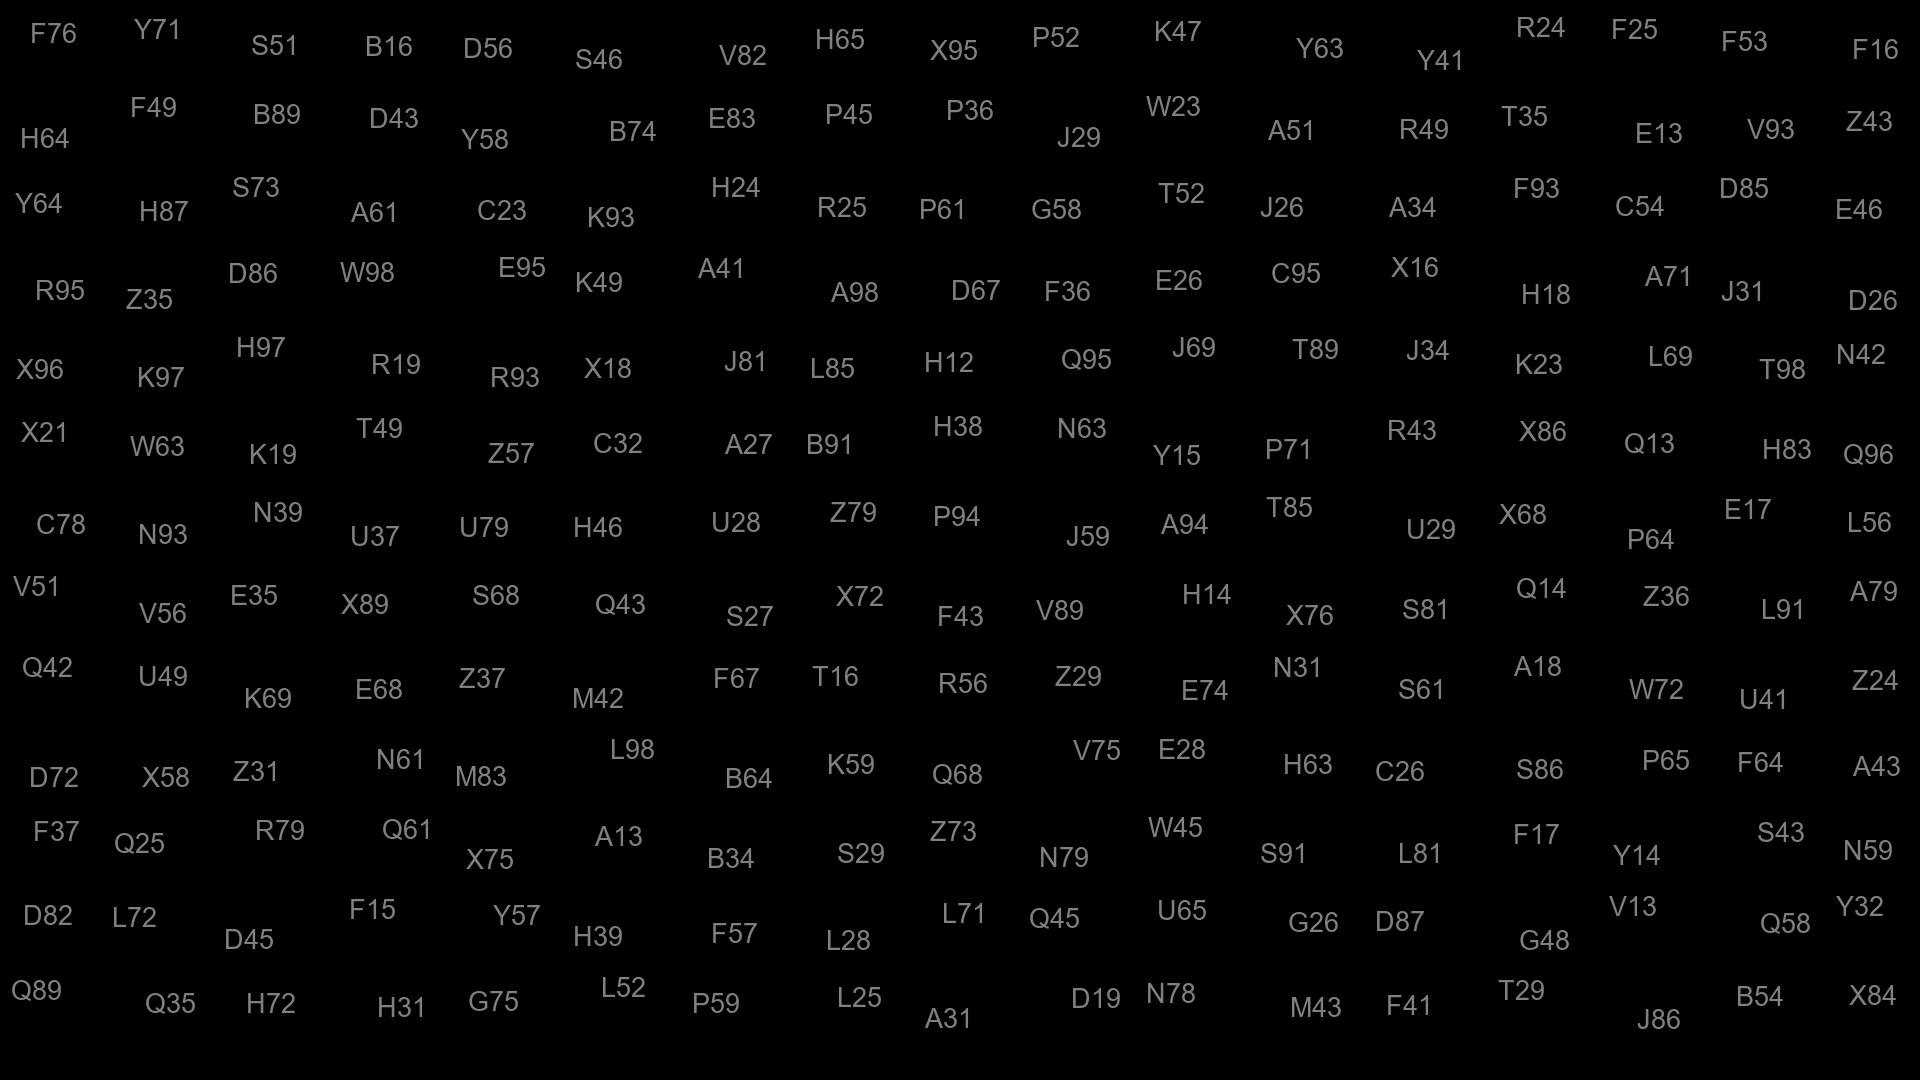 F76 Y71 S51 B16 D56 S46 V82 H65 X95 P52 K47 Y63 Y41 R24 F25 F53 F16
H64 F49 B89 D43 Y58 B74 E83 P45 P36 J29 W23 A51 R49 T35 E13 V93 Z43
Y64 H87 S73 A61 C23 K93 H24 R25 P61 G58 T52 J26 A34 F93 C54 D85 E46
R95 Z35 D86 W98 E95 K49 A41 A98 D67 F36 E26 C95 X16 H18 A71 J31 D26
X96 K97 H97 R19 R93 X18 J81 L85 H12 Q95 J69 T89 J34 K23 L69 T98 N42
X21 W63 K19 T49 Z57 C32 A27 B91 H38 N63 Y15 P71 R43 X86 Q13 H83 Q96
C78 N93 N39 U37 U79 H46 U28 Z79 P94 J59 A94 T85 U29 X68 P64 E17 L56
V51 V56 E35 X89 S68 Q43 S27 X72 F43 V89 H14 X76 S81 Q14 Z36 L91 A79
Q42 U49 K69 E68 Z37 M42 F67 T16 R56 Z29 E74 N31 S61 A18 W72 U41 Z24
D72 X58 Z31 N61 M83 L98 B64 K59 Q68 V75 E28 H63 C26 S86 P65 F64 A43
F37 Q25 R79 Q61 X75 A13 B34 S29 Z73 N79 W45 S91 L81 F17 Y14 S43 N59
D82 L72 D45 F15 Y57 H39 F57 L28 L71 Q45 U65 G26 D87 G48 V13 Q58 Y32
Q89 Q35 H72 H31 G75 L52 P59 L25 A31 D19 N78 M43 F41 T29 J86 B54 X84